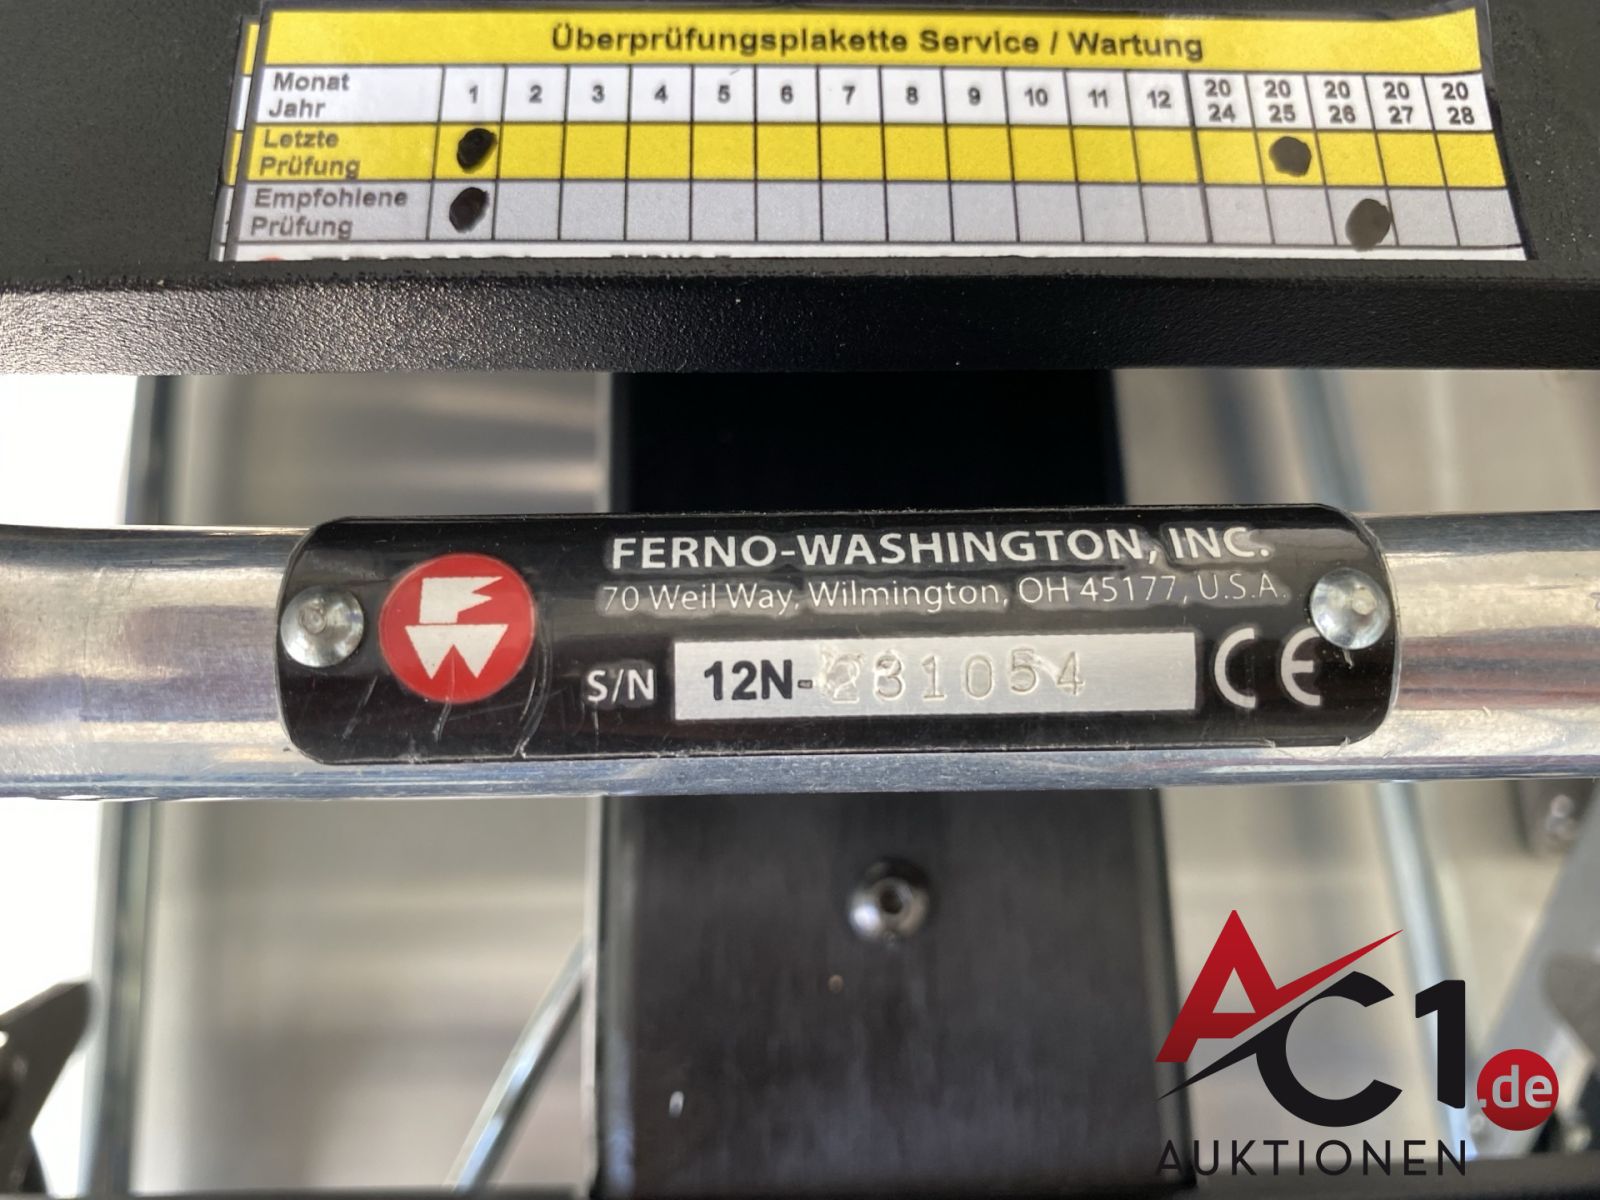 Überprüfungsplakette Service / Wartung
Monat 1 2 3 4 5 6 7 8 9 10 11 12 20 20 20 20 20
Jahr 24 25 26 27 28
Letzte
Prüfung
Empfohlene
Prüfung
FERNO-WASHINGTON, INC.
70 Weil Way, Wilmington, OH 45177, U.S.A.
S/N 12N-231054 CE
FW
AC1.de
AUKTIONEN